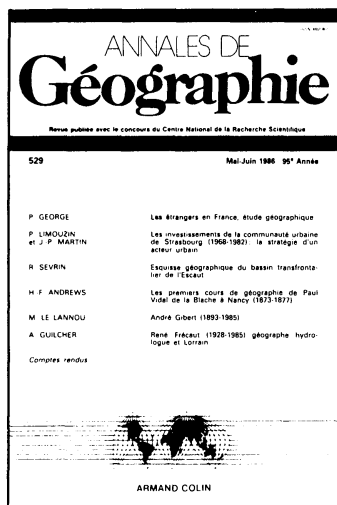 ANNALES DE
Géographie
Revue publiée avec le concours du Centre National de la Recherche Scientifique
529 Mai-Juin 1986 95e Année
P GEORGE Les étrangers en France, étude géographique
P LIMOUZIN Les investissements de la communauté urbaine
et J-P MARTIN de Strasbourg (1968-1982), la stratégie d'un
acteur urbain
R SEVRIN Esquisse géographique du bassin transfronta-
lier de l'Escaut
H-F ANDREWS Les premiers cours de géographie de Paul
Vidal de la Blache à Nancy (1873-1877)
M LE LANNOU André Gibert (1893-1985)
A GUILCHER René Frécaut (1928-1985) géographe hydro-
logue et Lorrain
Comptes rendus
ARMAND COLIN